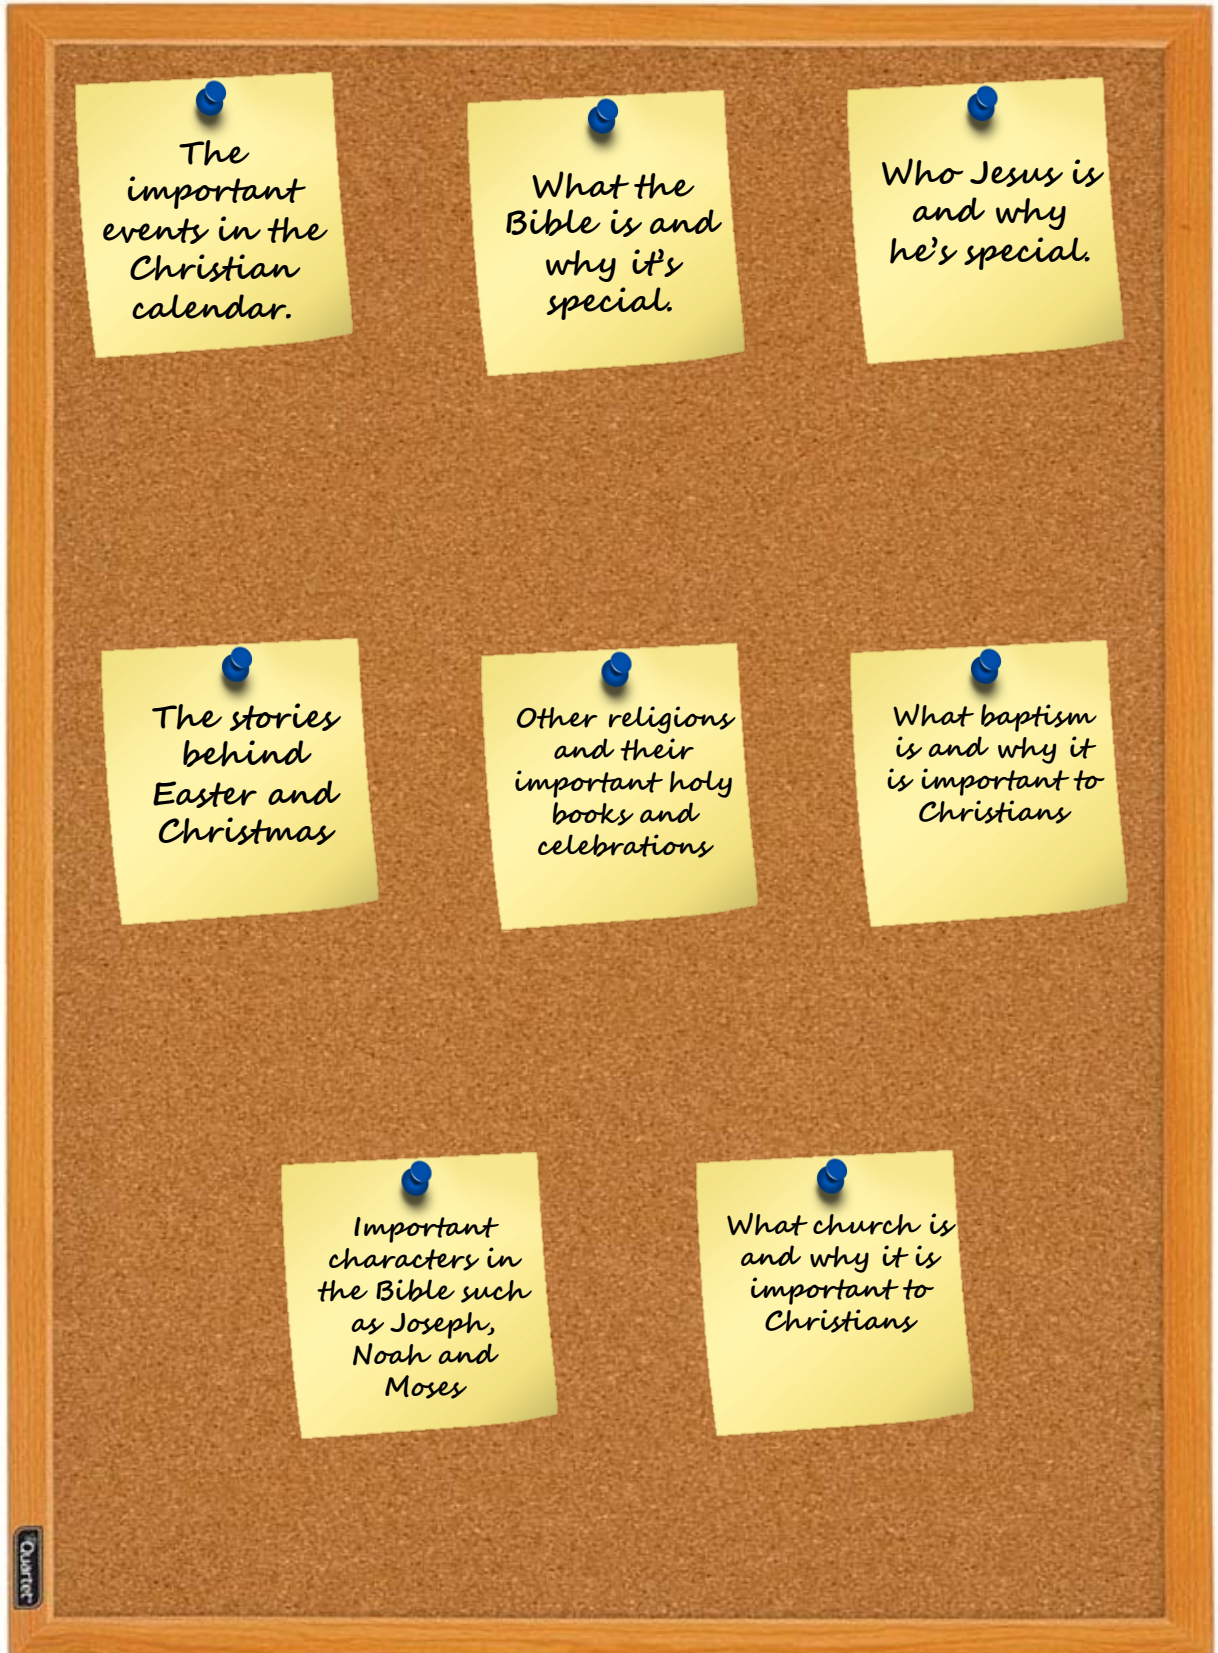 The
important
events in the
Christian
calendar.
What the
Bible is and
why it's
special.
Who Jesus is
and why
he's special.
The stories
behind
Easter and
Christmas
Other religions
and their
important holy
books and
celebrations
What baptism
is and why it
is important to
Christians
Important
characters in
the Bible such
as Joseph,
Noah and
Moses
What church is
and why it is
important to
Christians
Quartet